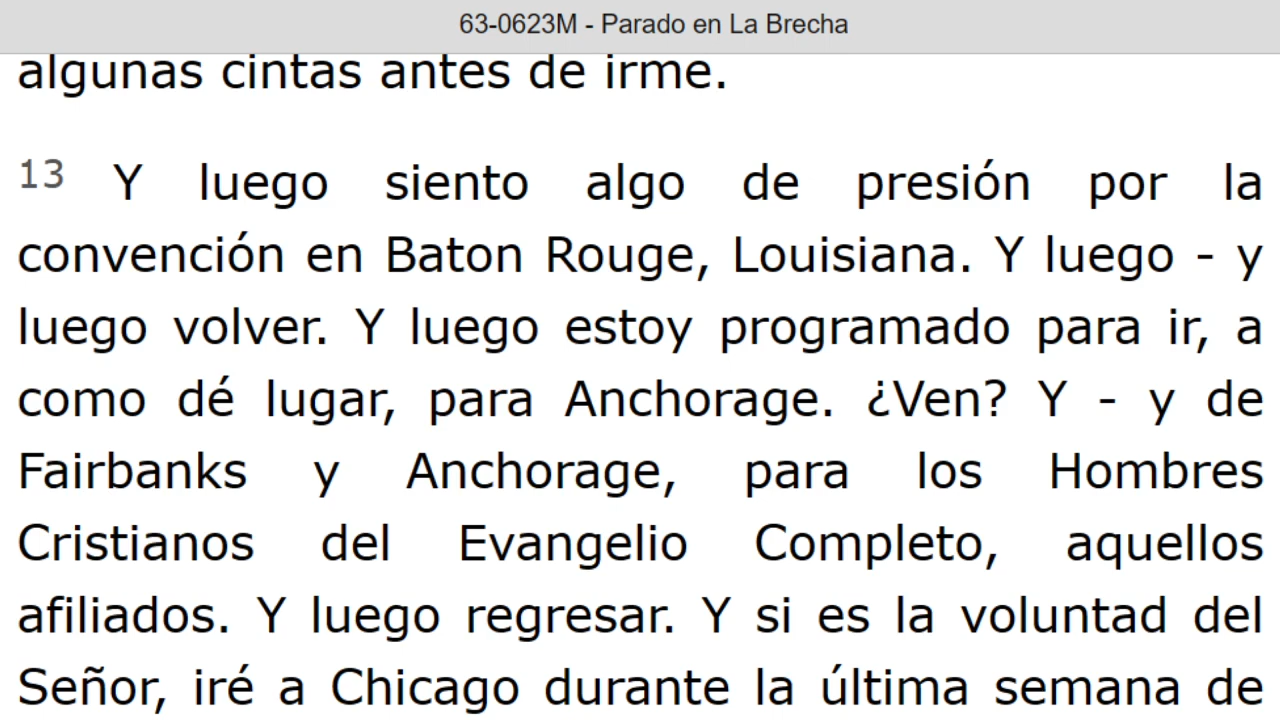 63-0623M - Parado en La Brecha
algunas cintas antes de irme.
13 Y luego siento algo de presión por la
convención en Baton Rouge, Louisiana. Y luego - y
luego volver. Y luego estoy programado para ir, a
como dé lugar, para Anchorage. ¿Ven? Y - y de
Fairbanks y Anchorage, para los Hombres
Cristianos del Evangelio Completo, aquellos
afiliados. Y luego regresar. Y si es la voluntad del
Señor, iré a Chicago durante la última semana de